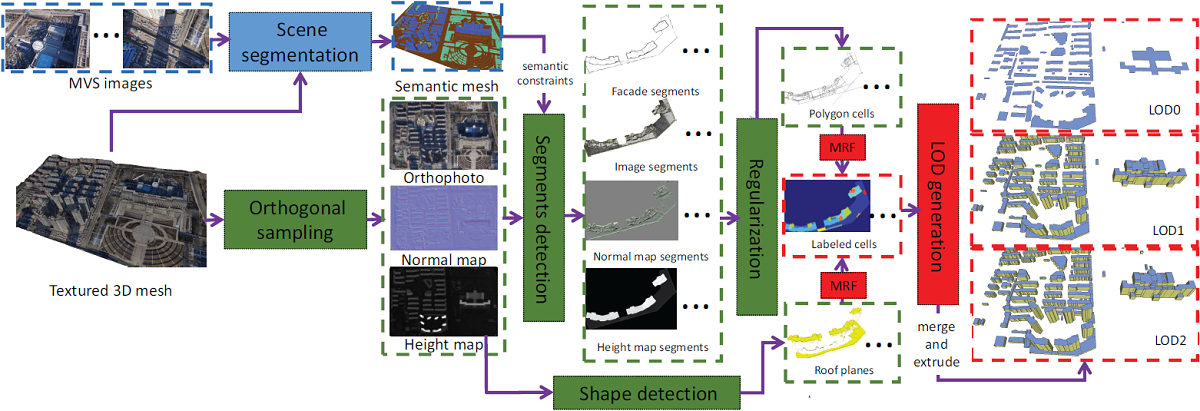 MVS images
Scene
segmentation
Semantic mesh
semantic
constraints
Textured 3D mesh
Orthogonal
sampling
Orthophoto
Normal map
Height map
Segments detection
Facade segments
Image segments
Normal map segments
Height map segments
Shape detection
Regularization
Polygon cells
MRF
Labeled cells
MRF
Roof planes
LOD generation
merge
and
extrude
LOD0
LOD1
LOD2